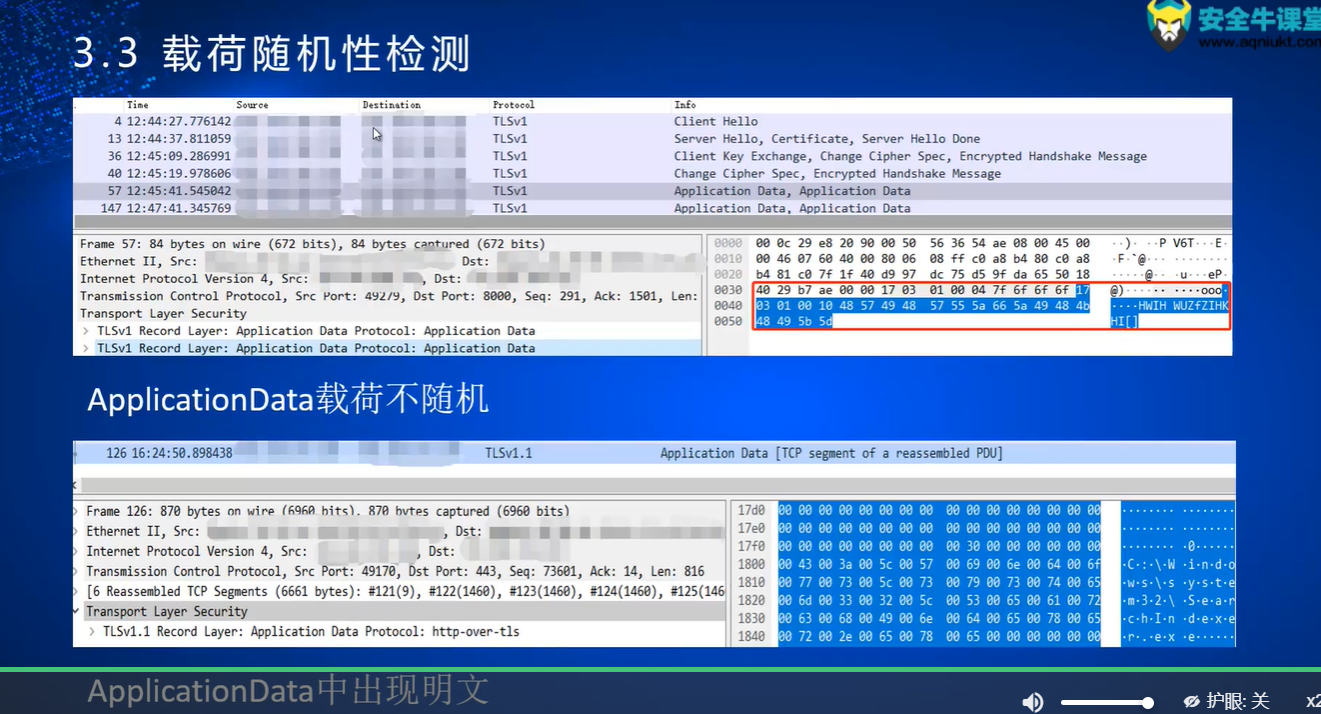 安全牛课堂
www.aqniukt.com
3.3 载荷随机性检测
Time Source Destination Protocol Info
4 12:44:27.776142 TLSv1 Client Hello
13 12:44:37.811059 TLSv1 Server Hello, Certificate, Server Hello Done
36 12:45:09.286991 TLSv1 Client Key Exchange, Change Cipher Spec, Encrypted Handshake Message
40 12:45:19.978606 TLSv1 Change Cipher Spec, Encrypted Handshake Message
57 12:45:41.545042 TLSv1 Application Data, Application Data
147 12:47:41.345769 TLSv1 Application Data, Application Data
Frame 57: 84 bytes on wire (672 bits), 84 bytes captured (672 bits)
Ethernet II, Src: Dst:
Internet Protocol Version 4, Src: , Dst:
Transmission Control Protocol, Src Port: 49279, Dst Port: 8000, Seq: 291, Ack: 1501, Len:
Transport Layer Security
> TLSv1 Record Layer: Application Data Protocol: Application Data
> TLSv1 Record Layer: Application Data Protocol: Application Data
0000 00 0c 29 e8 20 90 00 50 56 36 54 ae 08 00 45 00 ··)· ··P V6T···E·
0010 00 46 07 60 40 00 80 06 08 ff c0 a8 b4 80 c0 a8 ·F·`@··· ········
0020 b4 81 c0 7f 1f 40 d9 97 dc 75 d5 9f da 65 50 18 ·····@·· ·u···eP·
0030 40 29 b7 ae 00 00 17 03 01 00 04 7f 6f 6f 6f 17 @)······ ····ooo·
0040 03 01 00 10 48 57 49 48 57 55 5a 66 5a 49 48 4b ····HWIH WUZfZIHK
0050 48 49 5b 5d HI[]
ApplicationData载荷不随机
126 16:24:50.898438 TLSv1.1 Application Data [TCP segment of a reassembled PDU]
Frame 126: 870 bytes on wire (6960 bits), 870 bytes captured (6960 bits)
Ethernet II, Src: , Dst:
Internet Protocol Version 4, Src: , Dst:
Transmission Control Protocol, Src Port: 49170, Dst Port: 443, Seq: 73601, Ack: 14, Len: 816
[6 Reassembled TCP Segments (6661 bytes): #121(9), #122(1460), #123(1460), #124(1460), #125(146
Transport Layer Security
> TLSv1.1 Record Layer: Application Data Protocol: http-over-tls
17d0 00 00 00 00 00 00 00 00 00 00 00 00 00 00 00 00 ········ ········
17e0 00 00 00 00 00 00 00 00 00 00 00 00 00 00 00 00 ········ ········
17f0 00 00 00 00 00 00 00 00 00 30 00 00 00 00 00 00 ········ ·0······
1800 00 43 00 3a 00 5c 00 57 00 69 00 6e 00 64 00 6f ·C·:·\·W ·i·n·d·o
1810 00 77 00 73 00 5c 00 73 00 79 00 73 00 74 00 65 ·w·s·\·s ·y·s·t·e
1820 00 6d 00 33 00 32 00 5c 00 53 00 65 00 61 00 72 ·m·3·2·\ ·S·e·a·r
1830 00 63 00 68 00 49 00 6e 00 64 00 65 00 78 00 65 ·c·h·I·n ·d·e·x·e
1840 00 72 00 2e 00 65 00 78 00 65 00 00 00 00 00 00 ·r·.·e·x ·e······
ApplicationData中出现明文
护眼: 关 x2